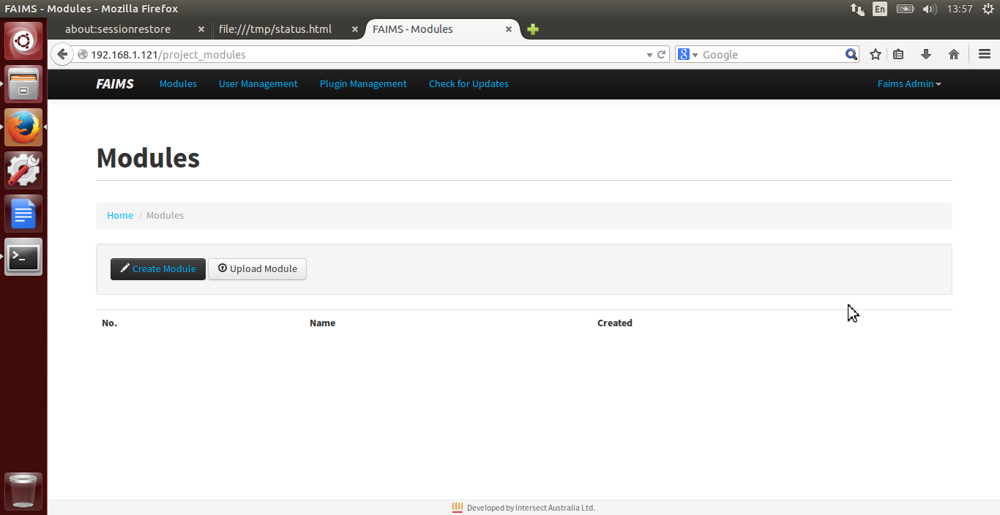 FAIMS - Modules - Mozilla Firefox
En
13:57
about:sessionrestore
file:///tmp/status.html
FAIMS - Modules
192.168.1.121/project_modules
8
Google
FAIMS
Modules
User Management
Plugin Management
Check for Updates
Faims Admin
Modules
Home / Modules
Create Module
Upload Module
No.
Name
Created
Developed by Intersect Australia Ltd.